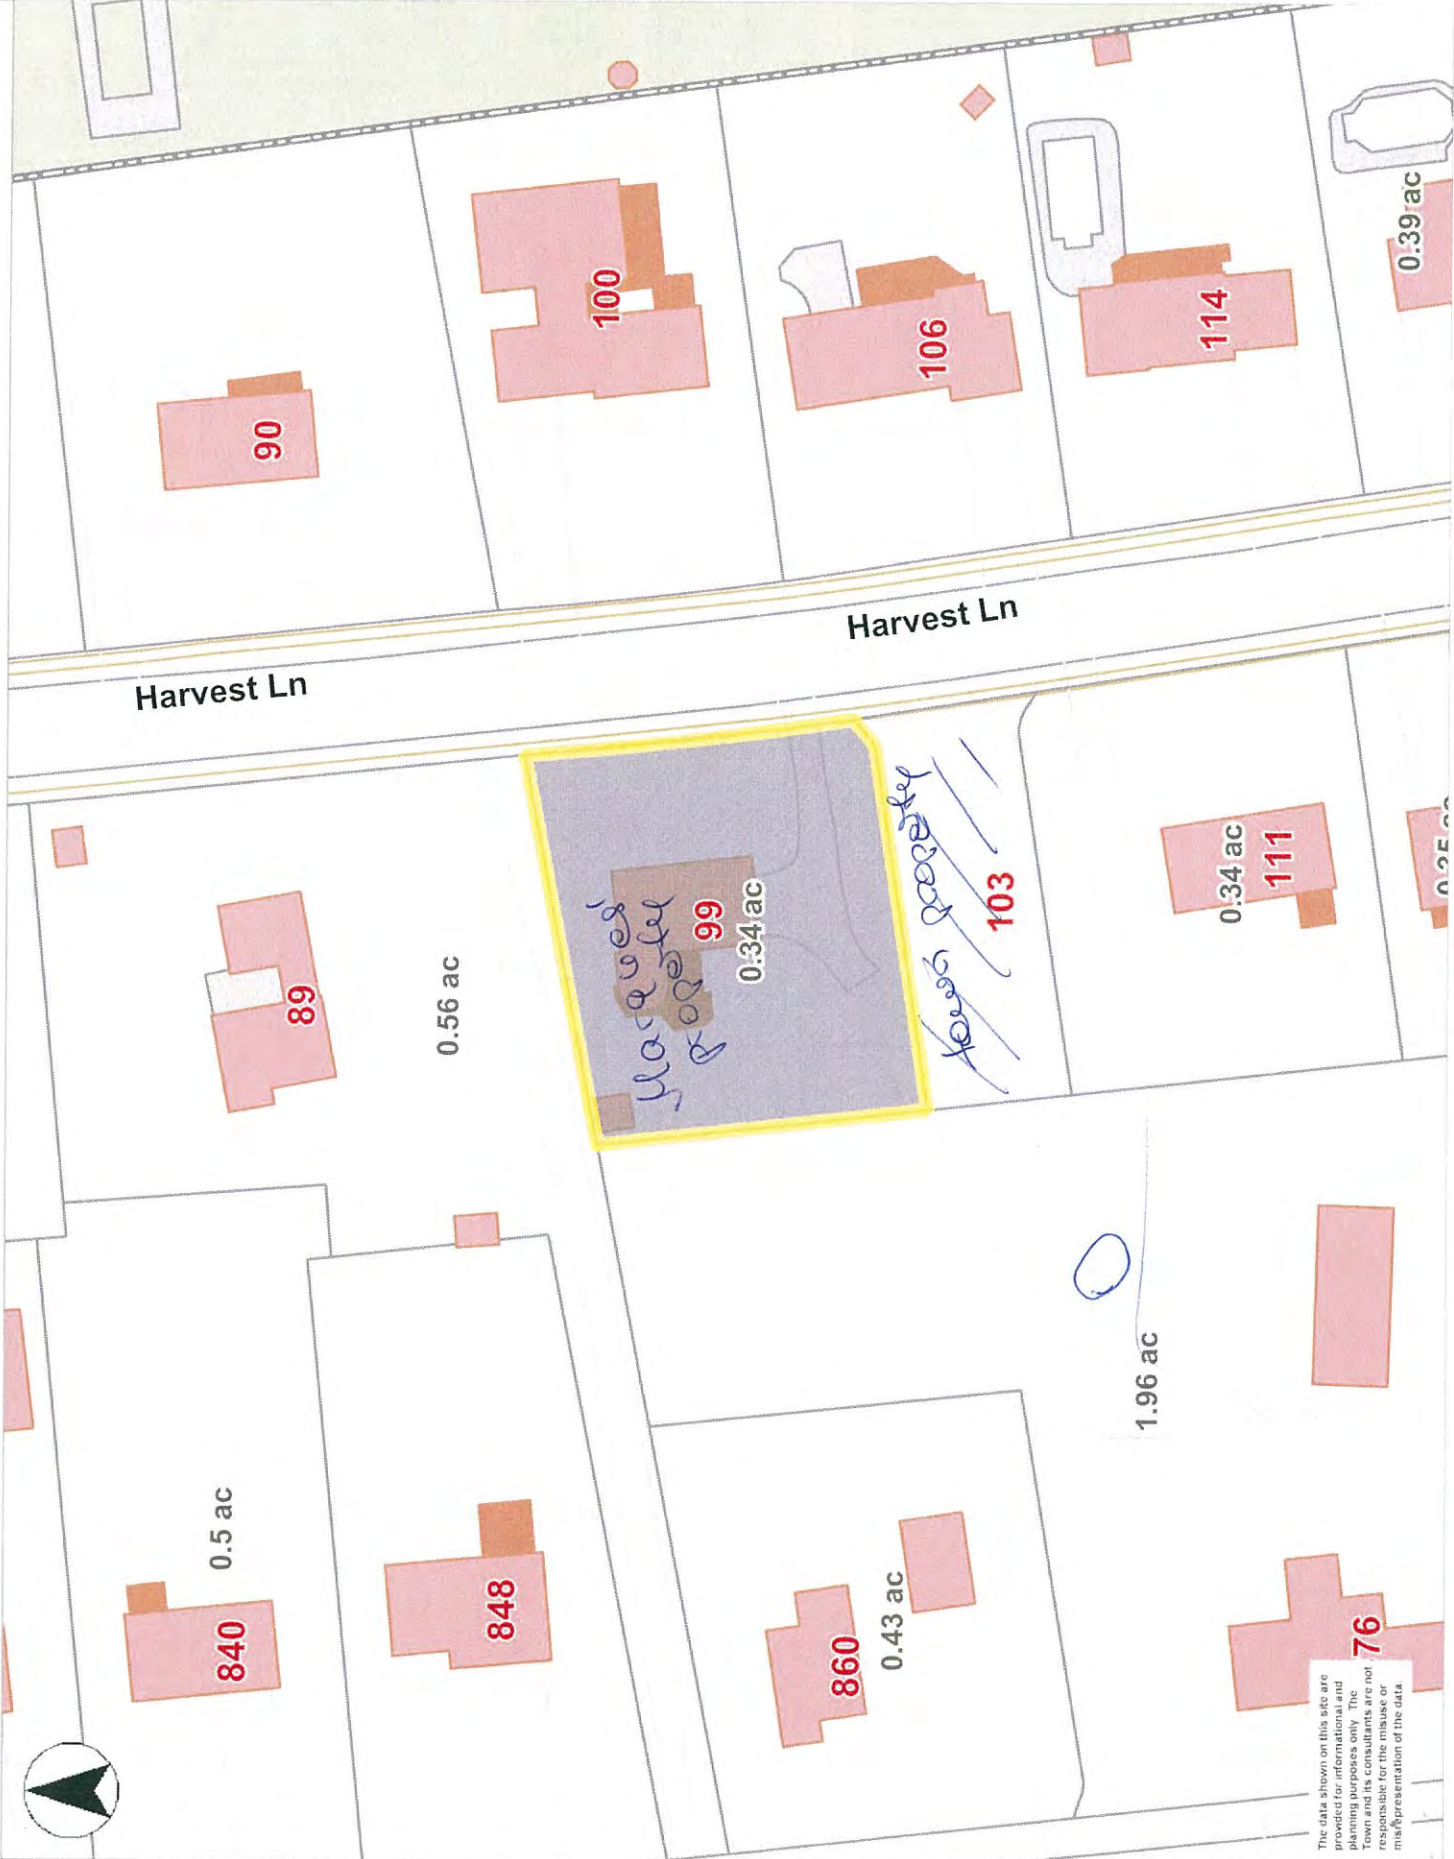 90
100
106
114
0.39 ac
Harvest Ln
Harvest Ln
89
0.56 ac
Marques'
property
99
0.34 ac
town property
103
0.34 ac
111
840
0.5 ac
848
860
0.43 ac
1.96 ac
76
The data shown on this site are
provided for informational and
planning purposes only. The
Town and its consultants are not
responsible for the misuse or
misrepresentation of the data.